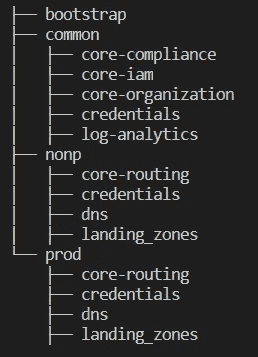 ├── bootstrap
├── common
│   ├── core-compliance
│   ├── core-iam
│   ├── core-organization
│   ├── credentials
│   ├── log-analytics
├── nonp
│   ├── core-routing
│   ├── credentials
│   ├── dns
│   ├── landing_zones
└── prod
    ├── core-routing
    ├── credentials
    ├── dns
    ├── landing_zones